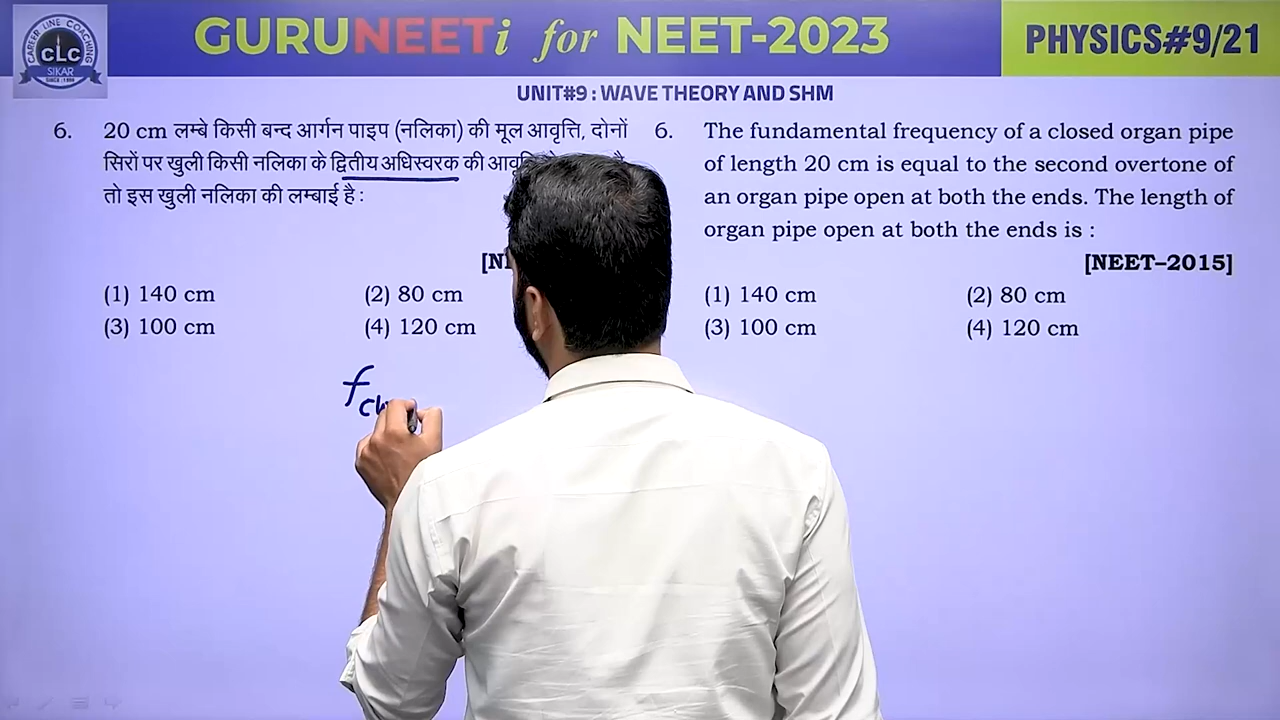 GURUNEETi for NEET-2023
PHYSICS#9/21
CAREER LINE COACHING
CLC
SIKAR
SINCE : 1996
UNIT#9 : WAVE THEORY AND SHM
6. 20 cm लम्बे किसी बन्द आर्गन पाइप (नलिका) की मूल आवृत्ति, दोनों
सिरों पर खुली किसी नलिका के द्वितीय अधिस्वरक की
तो इस खुली नलिका की लम्बाई है :
(1) 140 cm (2) 80 cm
(3) 100 cm (4) 120 cm
6. The fundamental frequency of a closed organ pipe
of length 20 cm is equal to the second overtone of
an organ pipe open at both the ends. The length of
organ pipe open at both the ends is :
[NEET–2015]
(1) 140 cm (2) 80 cm
(3) 100 cm (4) 120 cm
f